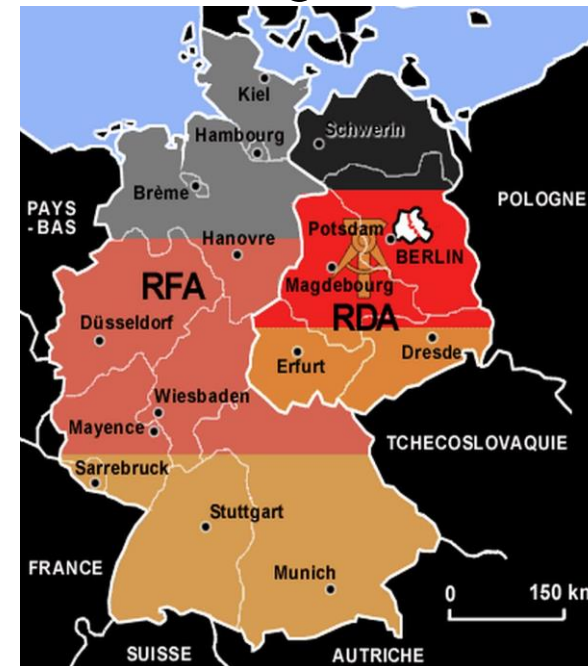 Kiel
Hambourg
Schwerin
Brème
POLOGNE
PAYS
-BAS
Hanovre
Potsdam
BERLIN
Magdebourg
RFA
RDA
Düsseldorf
Erfurt
Dresde
Wiesbaden
Mayence
TCHECOSLOVAQUIE
Sarrebruck
Stuttgart
FRANCE
Munich
0 150 km
SUISSE
AUTRICHE